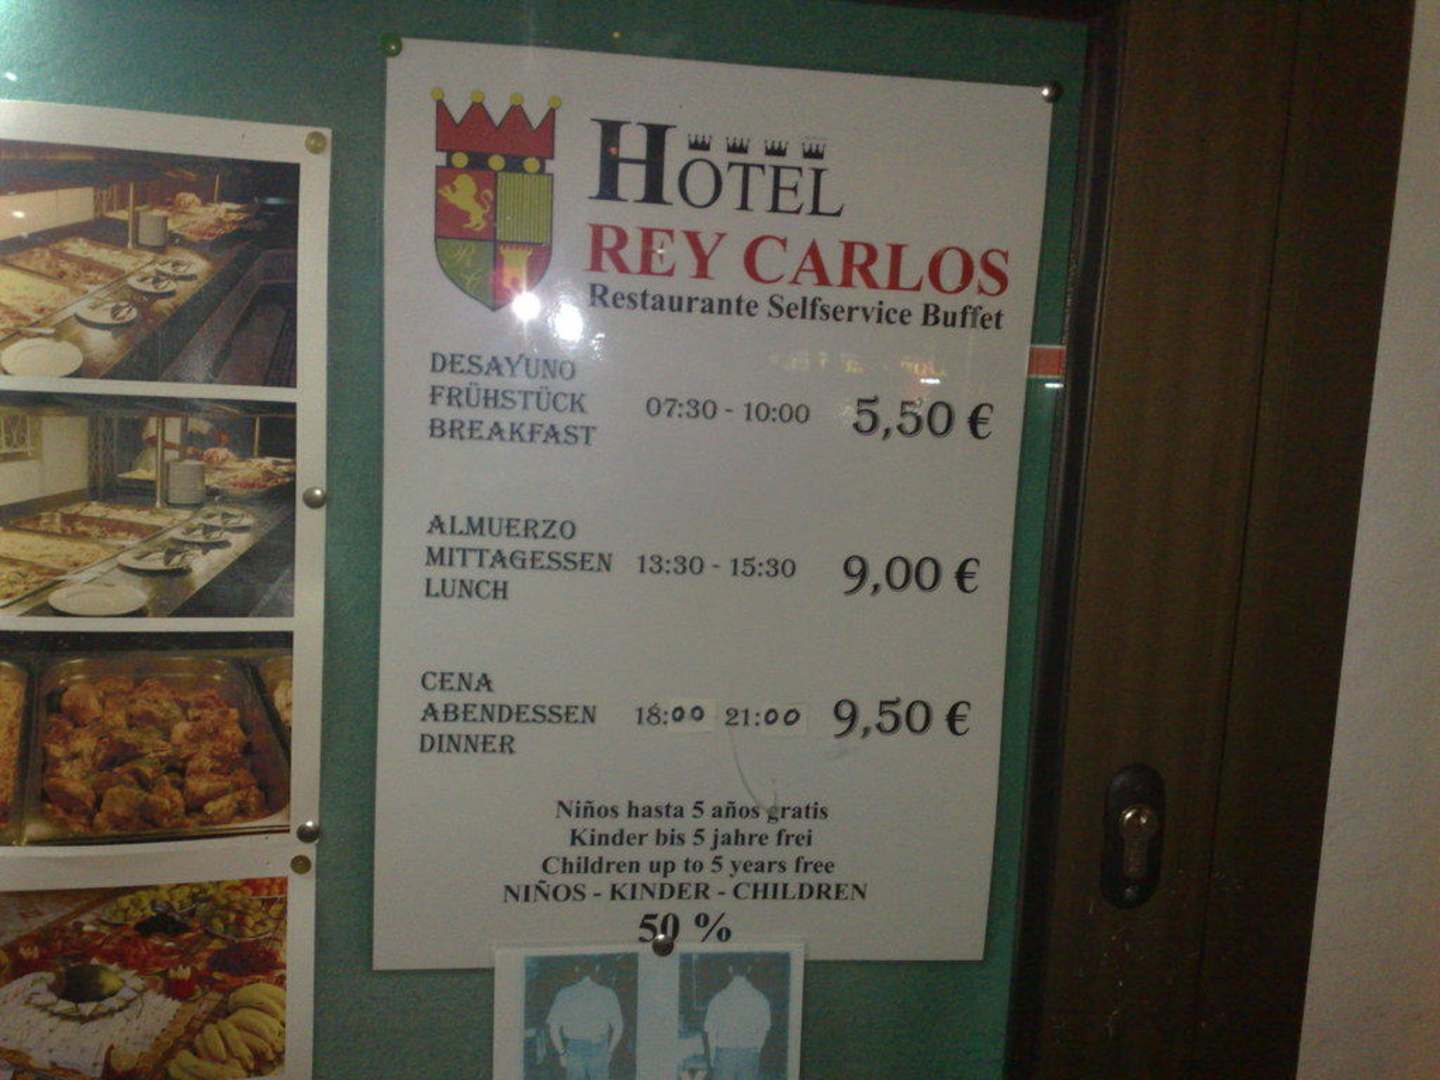 HOTEL
REY CARLOS
Restaurante Selfservice Buffet
DESAYUNO
FRÜHSTÜCK
BREAKFAST
07:30 - 10:00
5,50 €
ALMUERZO
MITTAGESSEN
LUNCH
13:30 - 15:30
9,00 €
CENA
ABENDESSEN
DINNER
18:00 21:00
9,50 €
Niños hasta 5 años gratis
Kinder bis 5 jahre frei
Children up to 5 years free
NIÑOS - KINDER - CHILDREN
50 %